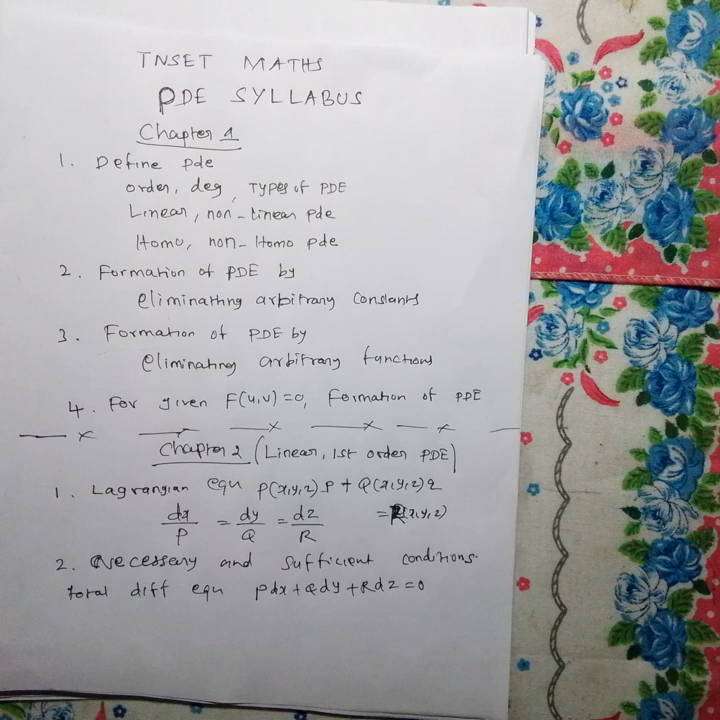 TNSET MATHS
PDE SYLLABUS
Chapter 1
1. Define pde
order, deg, Types of PDE
Linear, non-linear pde
Homo, non-Homo pde
2. Formation of PDE by
eliminating arbitrary constants
3. Formation of PDE by
eliminating arbitrary functions
4. For given F(u,v)=0, Formation of PDE
Chapter 2 (Linear, 1st order PDE)
1. Lagrangian equ P(x,y,z)p + Q(x,y,z)q
dx/P = dy/Q = dz/R = R(x,y,z)
2. Necessary and sufficient conditions.
total diff equ Pdx+Qdy+Rdz=0